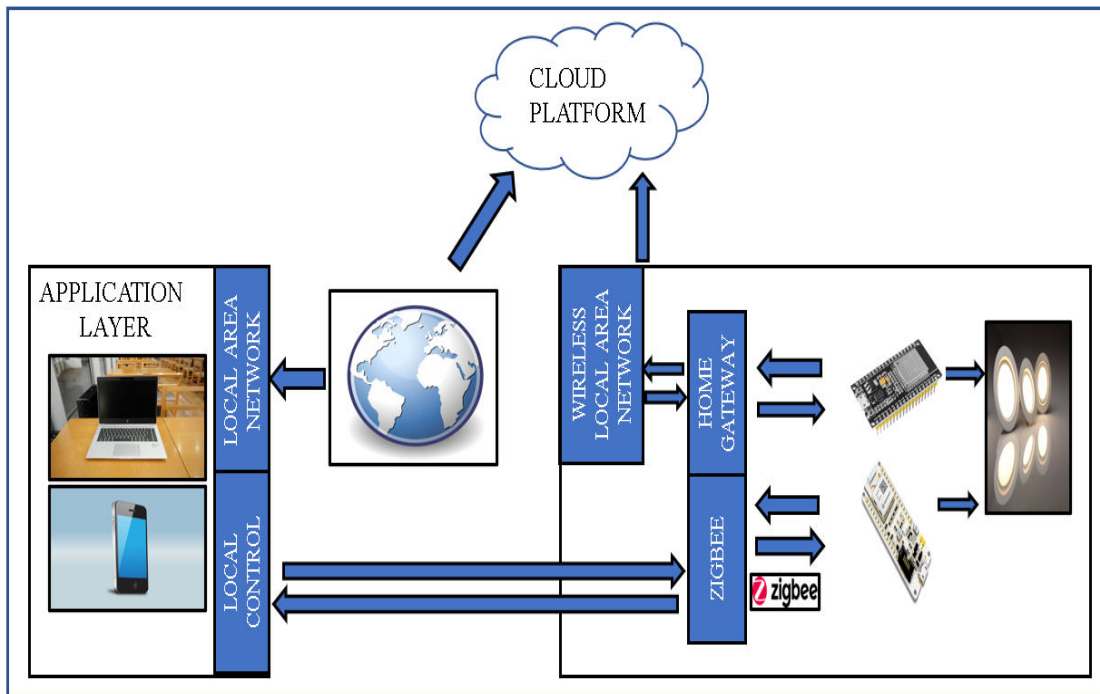 CLOUD
PLATFORM
APPLICATION
LAYER
LOCAL AREA
NETWORK
LOCAL
CONTROL
WIRELESS
LOCAL AREA
NETWORK
HOME
GATEWAY
ZIGBEE
zigbee